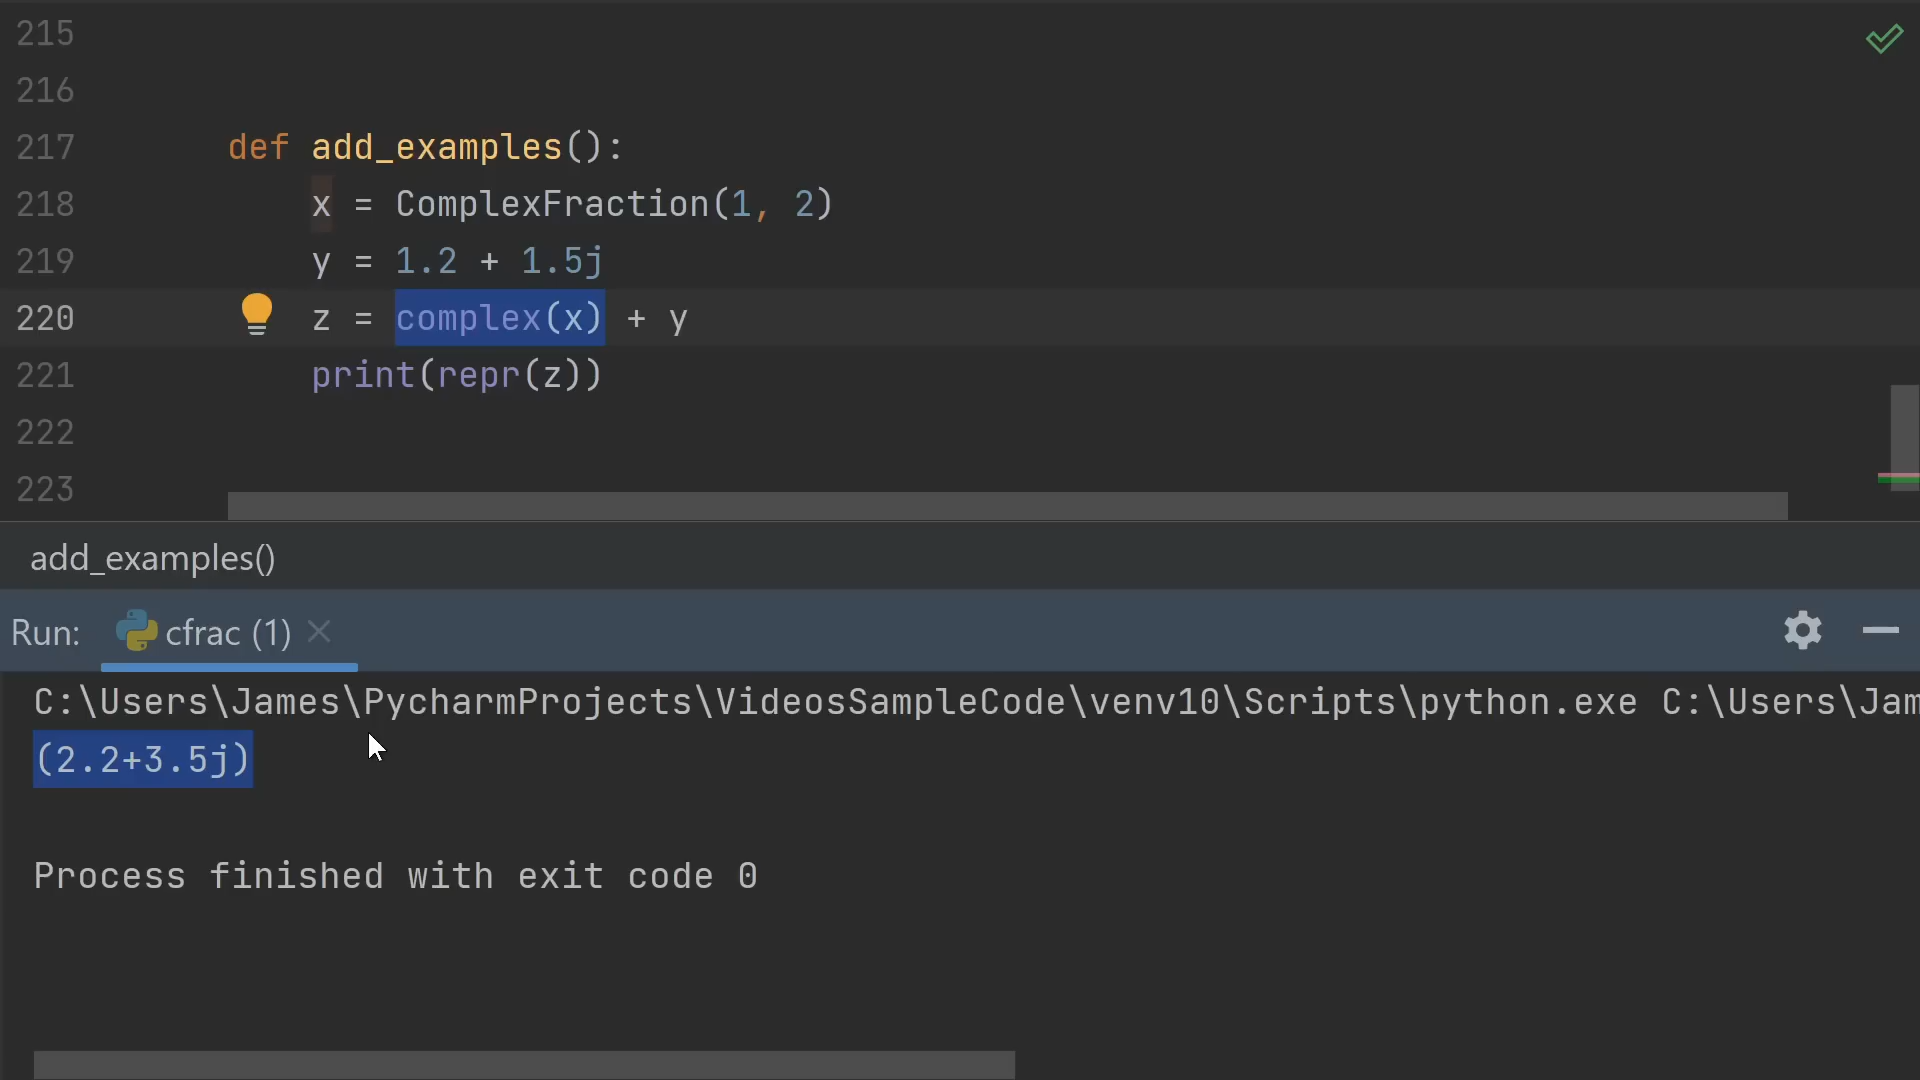 215
216
217 def add_examples():
218 x = ComplexFraction(1, 2)
219 y = 1.2 + 1.5j
220 z = complex(x) + y
221 print(repr(z))
222
223
add_examples()
Run: cfrac (1)
C:\Users\James\PycharmProjects\VideosSampleCode\venv10\Scripts\python.exe C:\Users\Jam
(2.2+3.5j)
Process finished with exit code 0